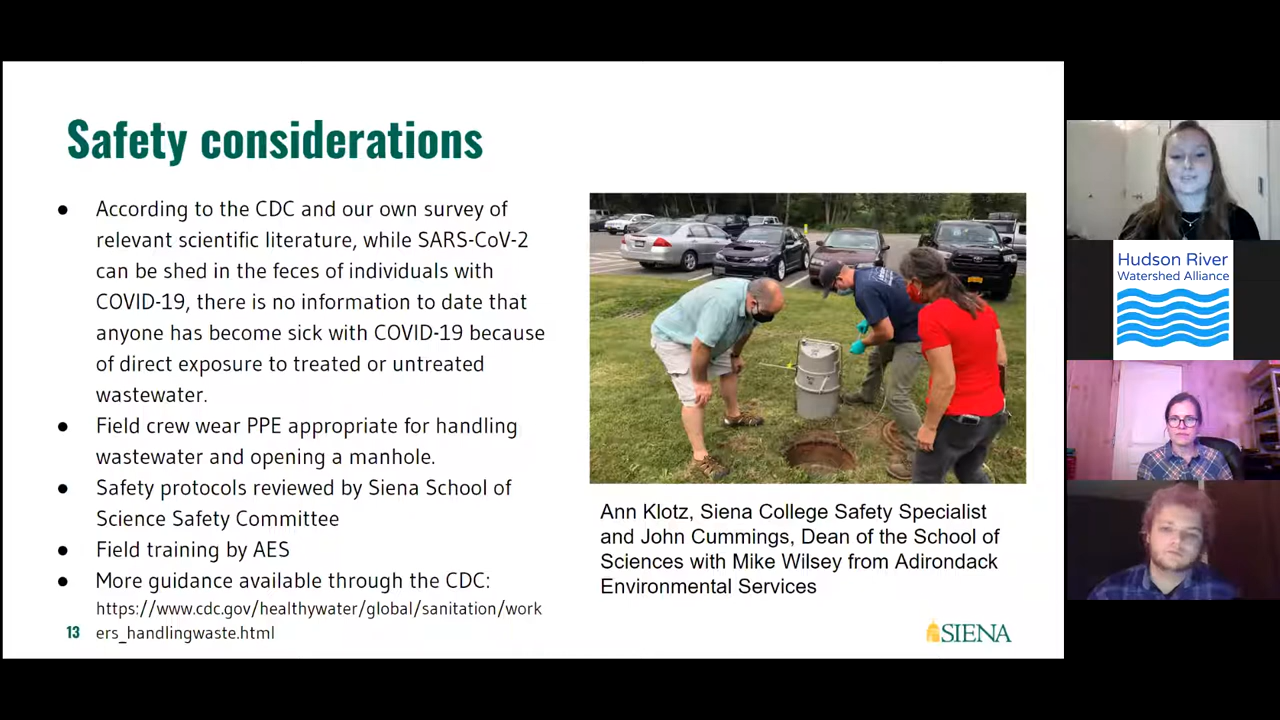 Safety considerations
● According to the CDC and our own survey of
relevant scientific literature, while SARS-CoV-2
can be shed in the feces of individuals with
COVID-19, there is no information to date that
anyone has become sick with COVID-19 because
of direct exposure to treated or untreated
wastewater.
● Field crew wear PPE appropriate for handling
wastewater and opening a manhole.
● Safety protocols reviewed by Siena School of
Science Safety Committee
● Field training by AES
● More guidance available through the CDC:
https://www.cdc.gov/healthywater/global/sanitation/work
ers_handlingwaste.html
13
Ann Klotz, Siena College Safety Specialist
and John Cummings, Dean of the School of
Sciences with Mike Wilsey from Adirondack
Environmental Services
SIENA
Hudson River
Watershed Alliance